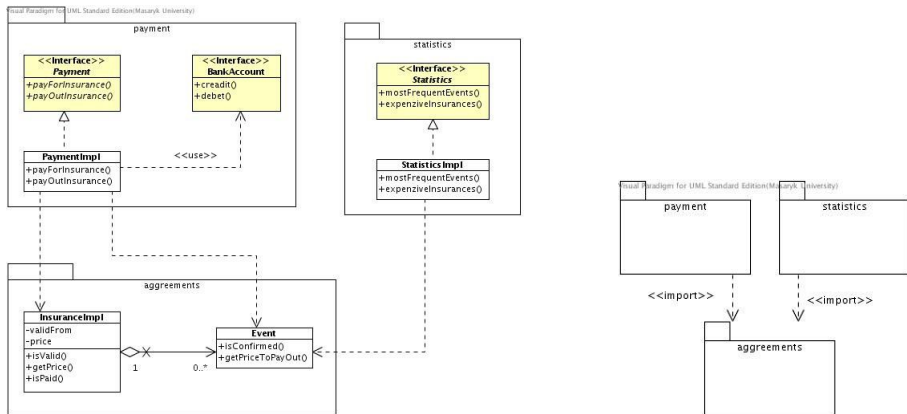 Visual Paradigm for UML Standard Edition(Masaryk University)
payment
<<Interface>>
Payment
+payForInsurance()
+payOutInsurance()
<<Interface>>
BankAccount
+creadit()
+debet()
PaymentImpl
+payForInsurance()
+payOutInsurance()
<<use>>
statistics
<<Interface>>
Statistics
+mostFrequentEvents()
+expenziveInsurances()
StatisticsImpl
+mostFrequentEvents()
+expenziveInsurances()
aggreements
InsuranceImpl
-validFrom
-price
+isValid()
+getPrice()
+isPaid()
1
0..*
Event
+isConfirmed()
+getPriceToPayOut()
Visual Paradigm for UML Standard Edition(Masaryk University)
payment
statistics
<<import>>
<<import>>
aggreements